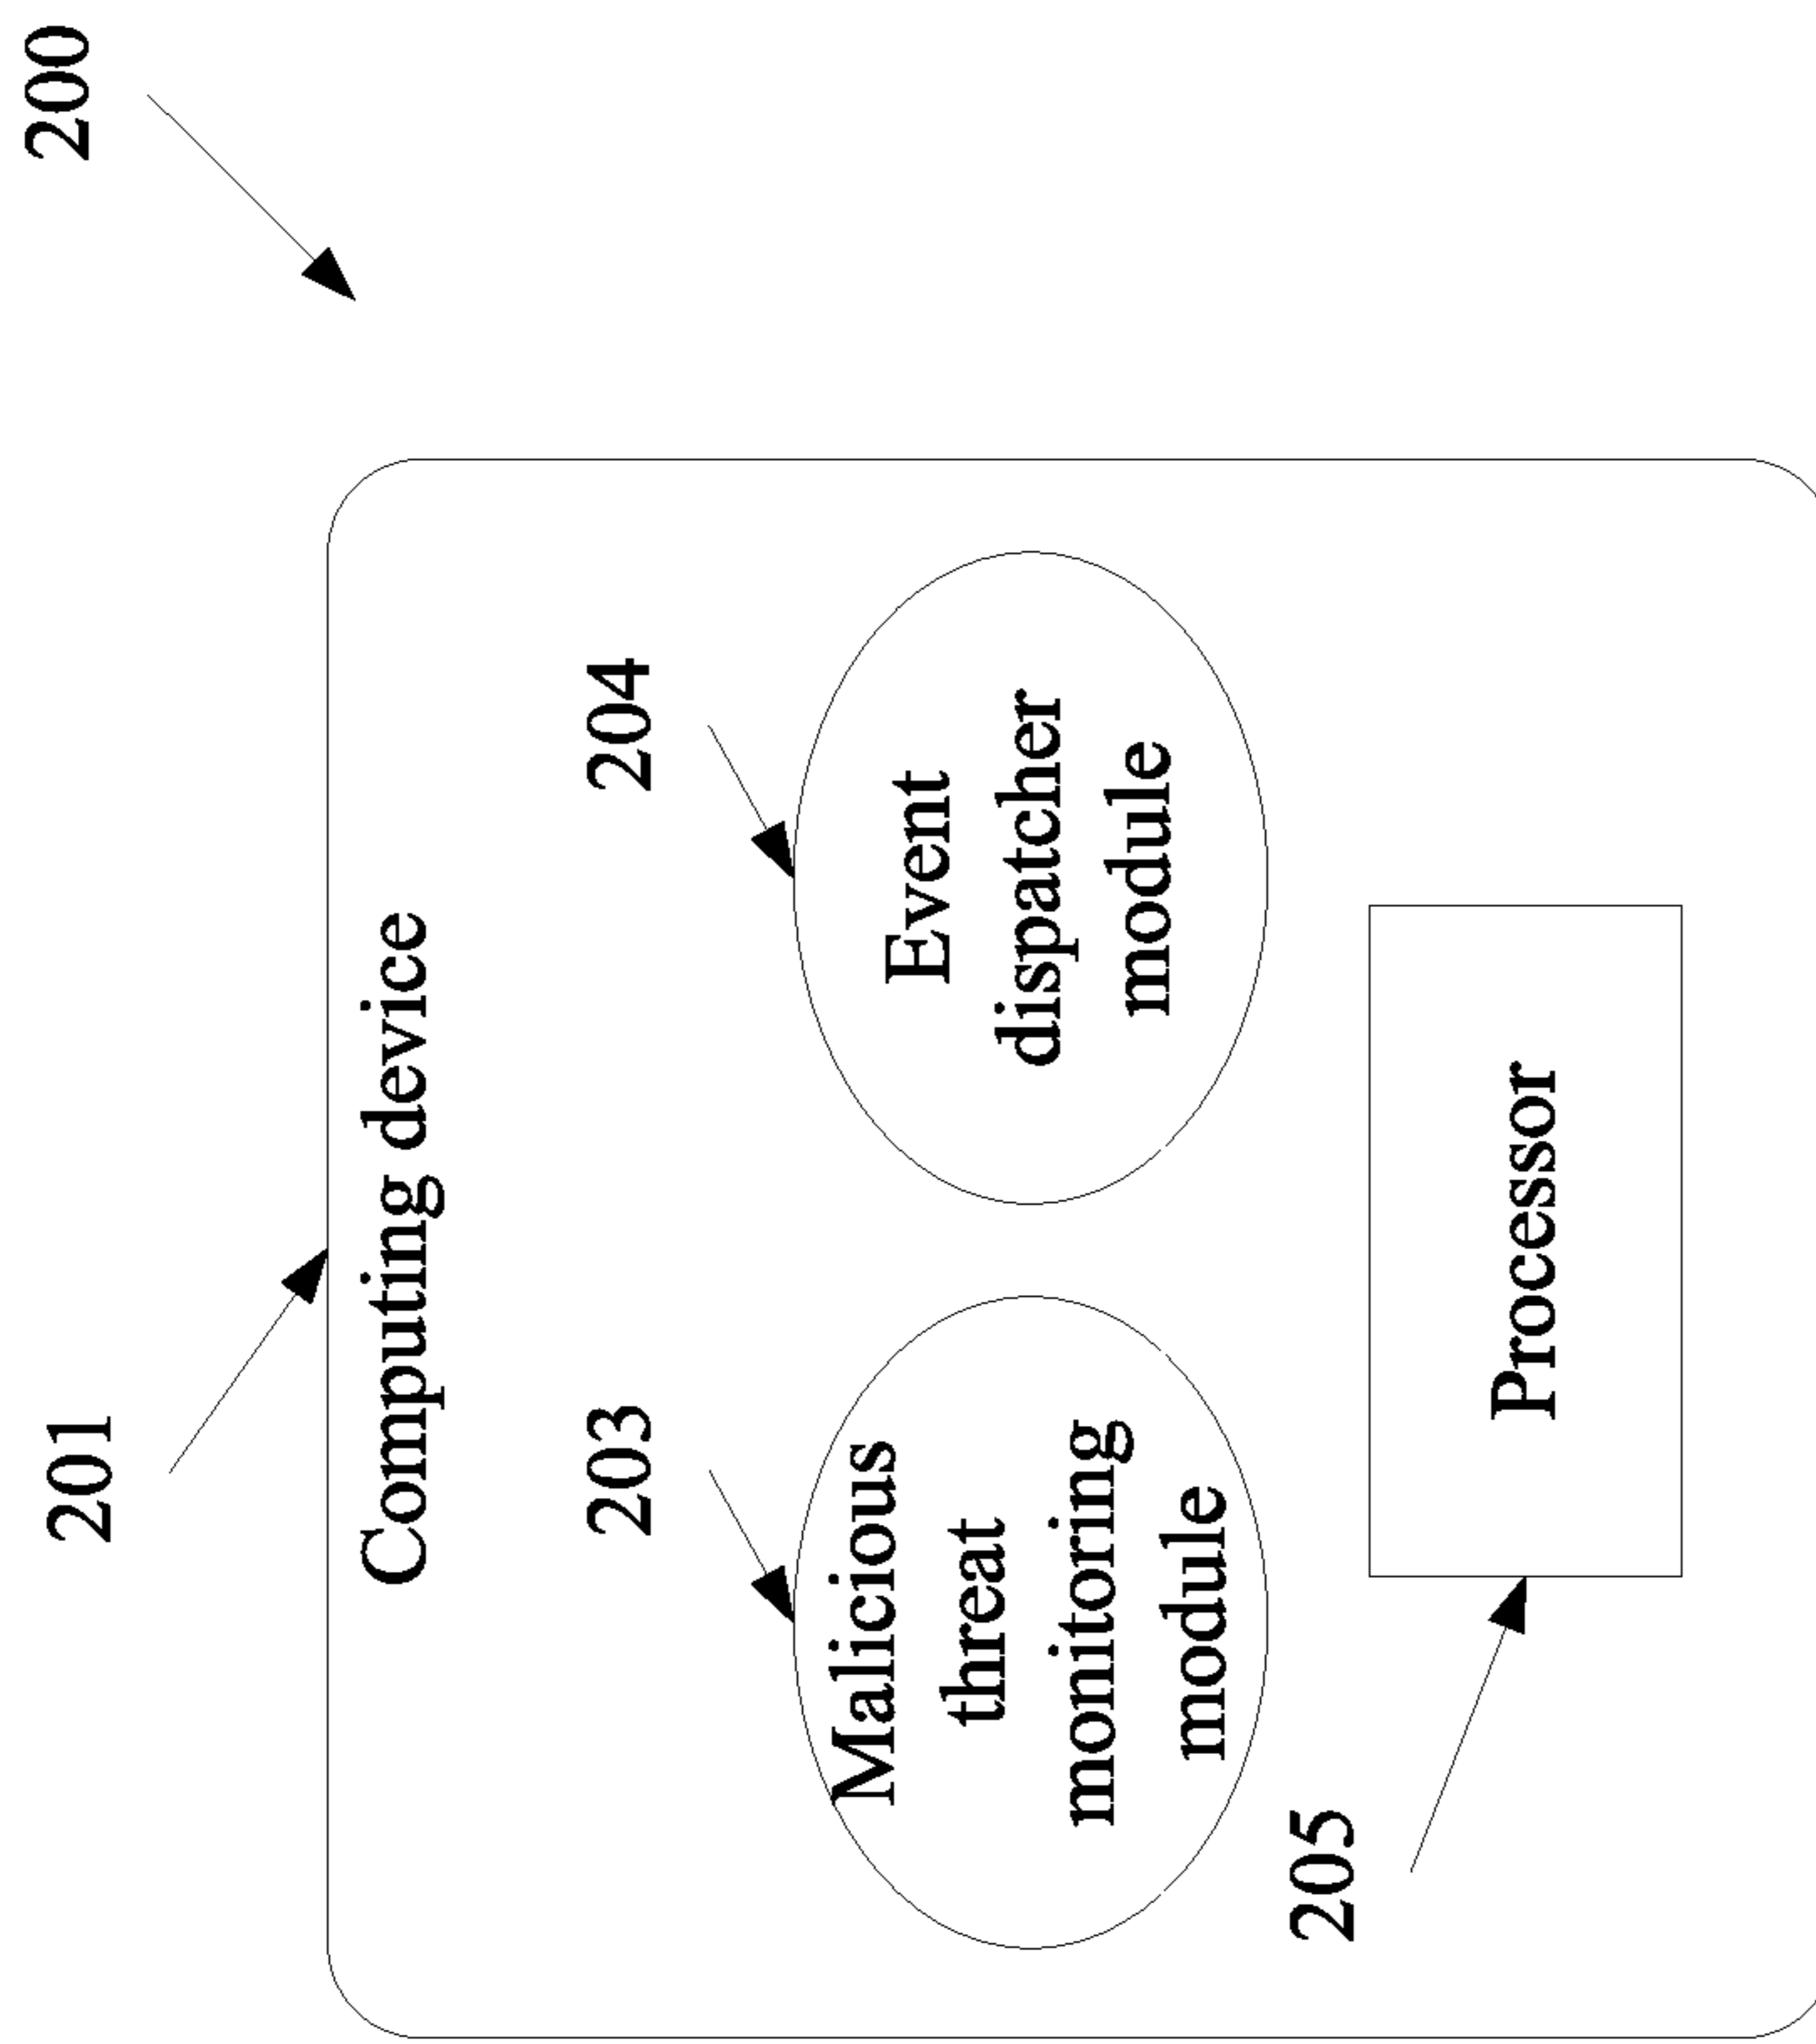 200
201
Computing device
203
204
Malicious
threat
monitoring
module
Event
dispatcher
module
205
Processor